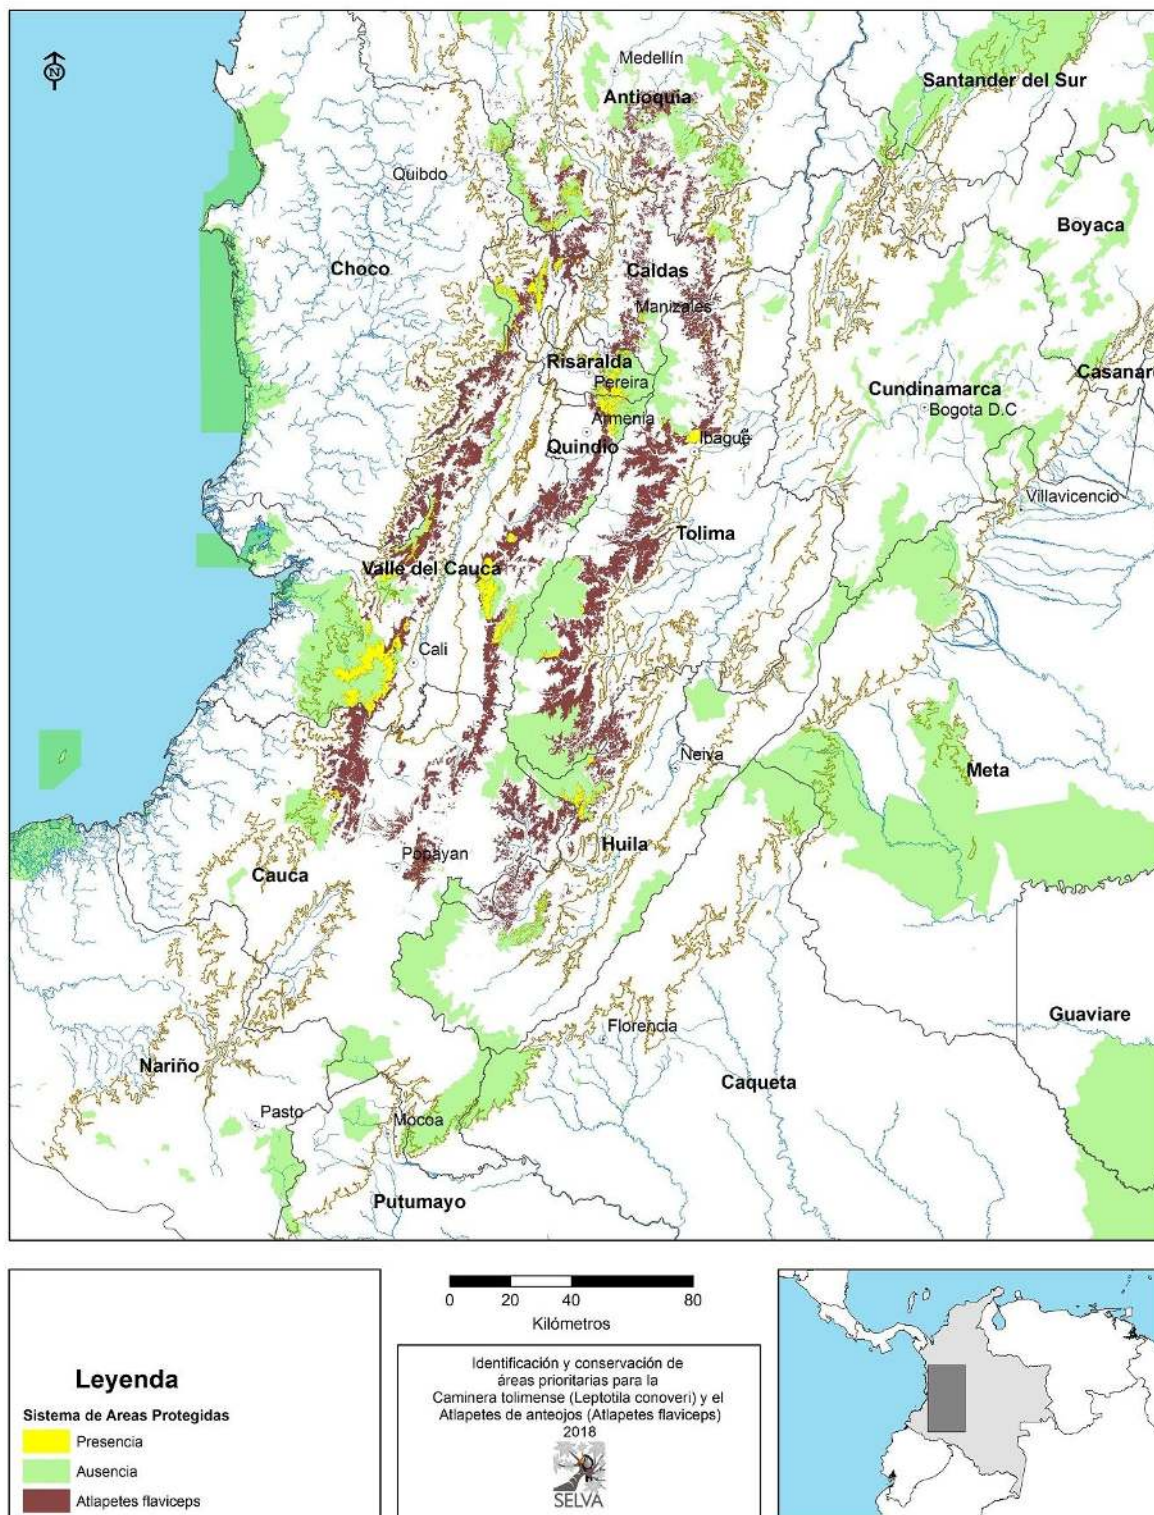 N
Medellín
Antioquia
Santander del Sur
Quibdo
Boyaca
Choco
Caldas
Manizales
Risaralda
Pereira
Casanare
Cundinamarca
Bogota D.C
Armenia
Quindio
Ibague
Villavicencio
Tolima
Valle del Cauca
Cali
Neiva
Meta
Huila
Popayan
Cauca
Guaviare
Florencia
Nariño
Caqueta
Pasto
Mocoa
Putumayo
0 20 40 80
Kilómetros
Leyenda
Sistema de Areas Protegidas
Presencia
Ausencia
Atlapetes flaviceps
Identificación y conservación de
áreas prioritarias para la
Caminera tolimense (Leptotila conoveri) y el
Atlapetes de anteojos (Atlapetes flaviceps)
2018
SELVA